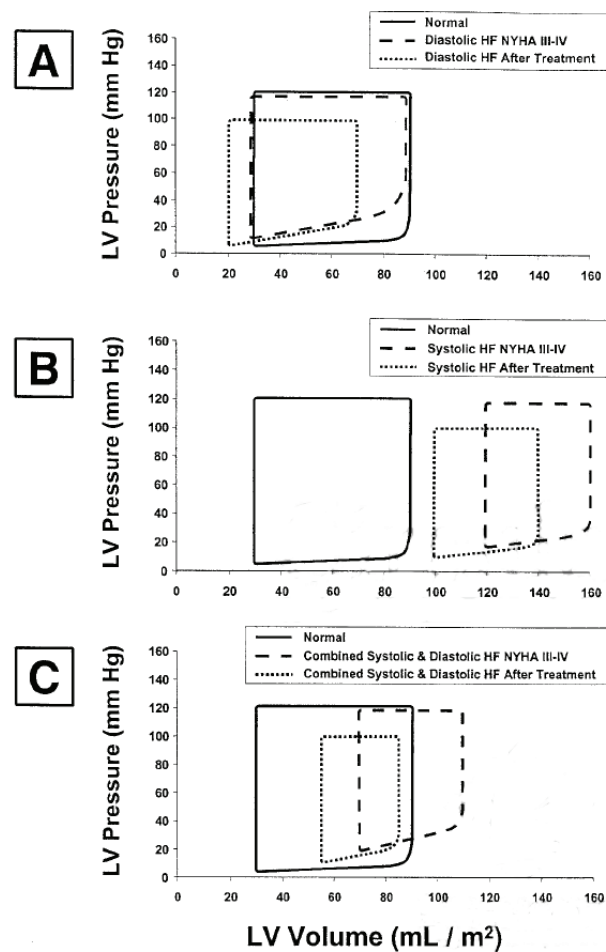 A
Normal
Diastolic HF NYHA III-IV
Diastolic HF After Treatment
LV Pressure (mm Hg)
160
140
120
100
80
60
40
20
0
0 20 40 60 80 100 120 140 160
B
Normal
Systolic HF NYHA III-IV
Systolic HF After Treatment
LV Pressure (mm Hg)
160
140
120
100
80
60
40
20
0
0 20 40 60 80 100 120 140 160
C
Normal
Combined Systolic & Diastolic HF NYHA III-IV
Combined Systolic & Diastolic HF After Treatment
LV Pressure (mm Hg)
160
140
120
100
80
60
40
20
0
0 20 40 60 80 100 120 140 160
LV Volume (mL / m²)